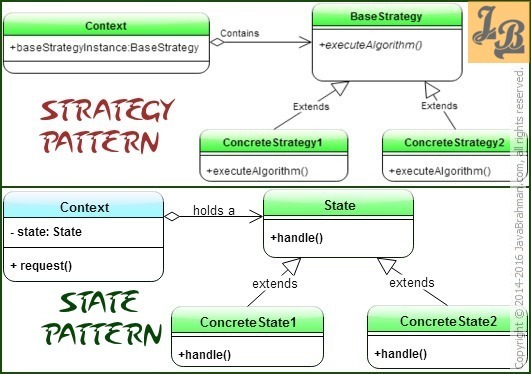 Context
+baseStrategyInstance:BaseStrategy
Contains
BaseStrategy
+executeAlgorithm()
JB
STRATEGY
PATTERN
Extends
Extends
ConcreteStrategy1
+executeAlgorithm()
ConcreteStrategy2
+executeAlgorithm()
Context
- state: State
+ request()
holds a
State
+handle()
STATE
PATTERN
extends
extends
ConcreteState1
+handle()
ConcreteState2
+handle()
Copyright © 2014-2016 JavaBrahman.com, all rights reserved.